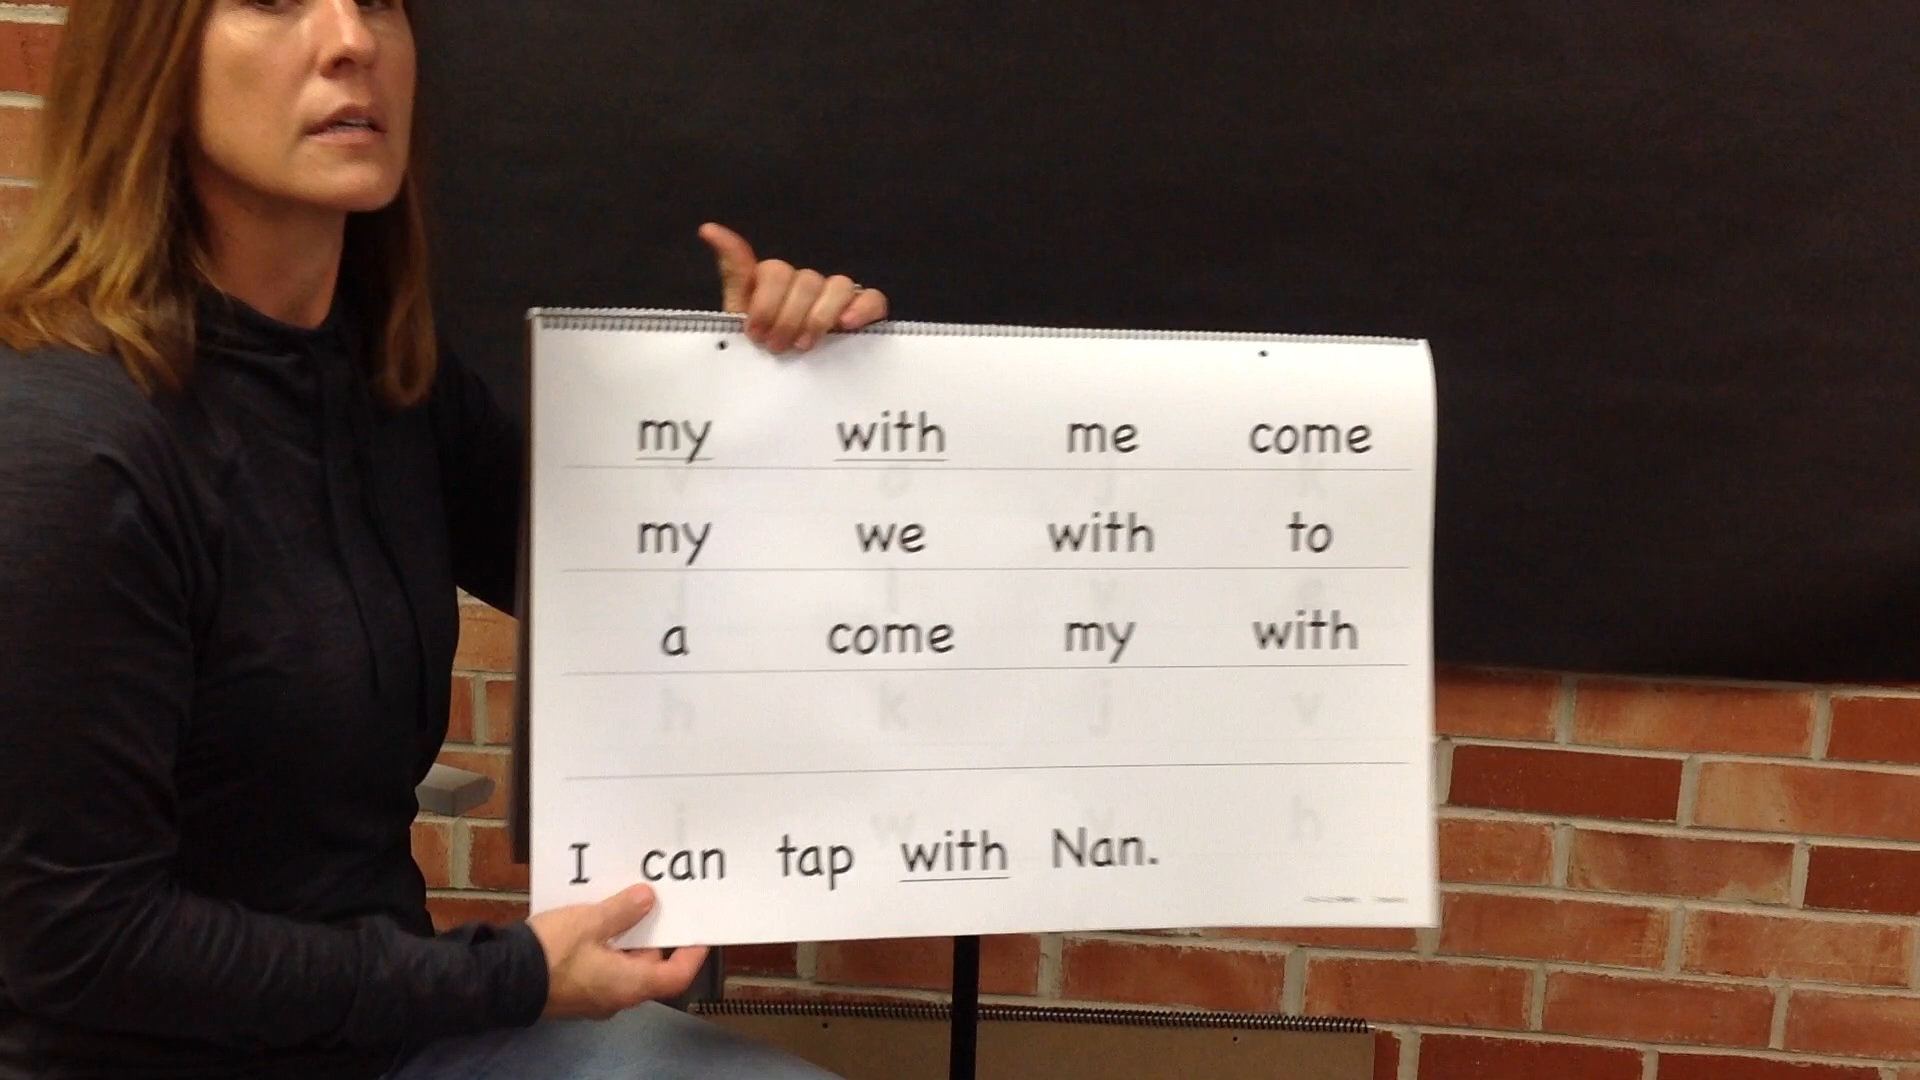 my with me come
my we with to
a come my with
I can tap with Nan.